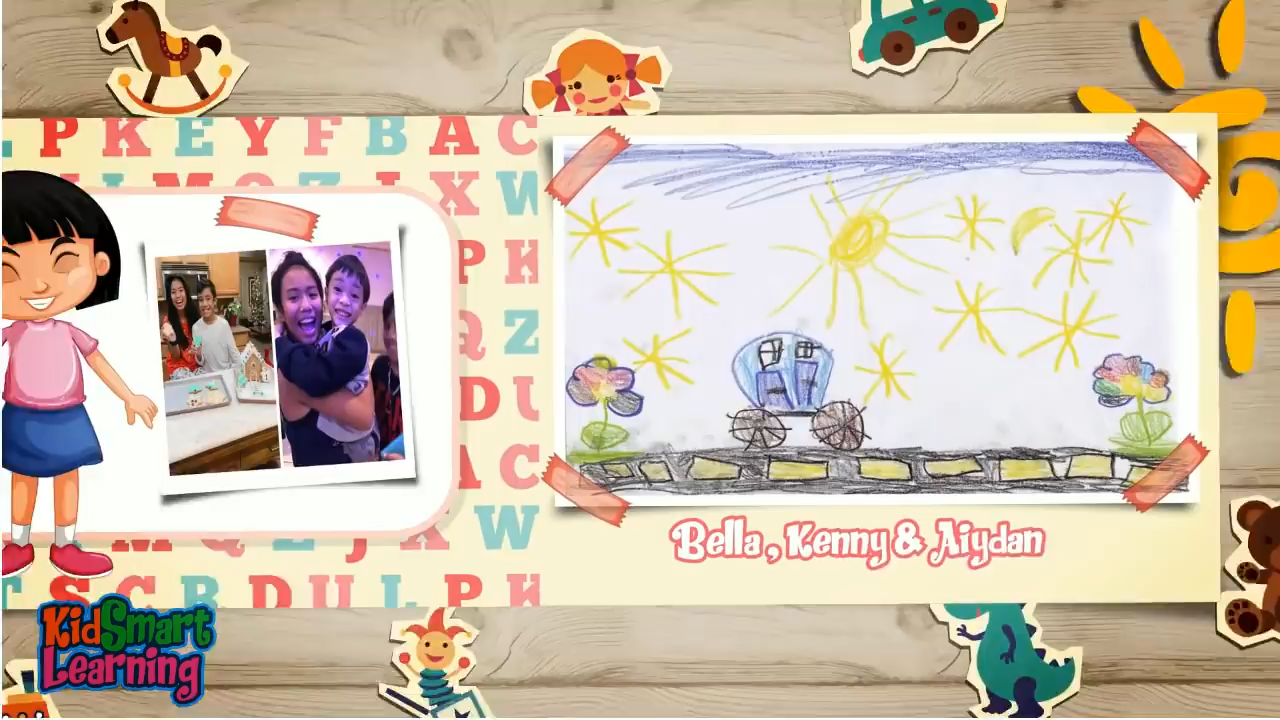 P K E Y F B A C
X W
P K
Q Z
D U
A C
W
S C B D U L P K
Bella, Kenny & Aiydan
KidSmart
Learning